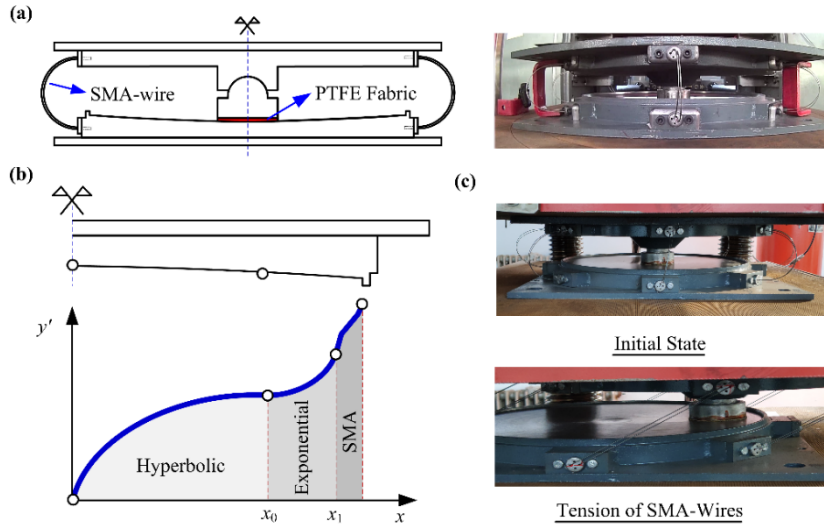 (a)
SMA-wire
PTFE Fabric
(b)
y'
Hyperbolic
Exponential
SMA
x0
x1
x
(c)
Initial State
Tension of SMA-Wires